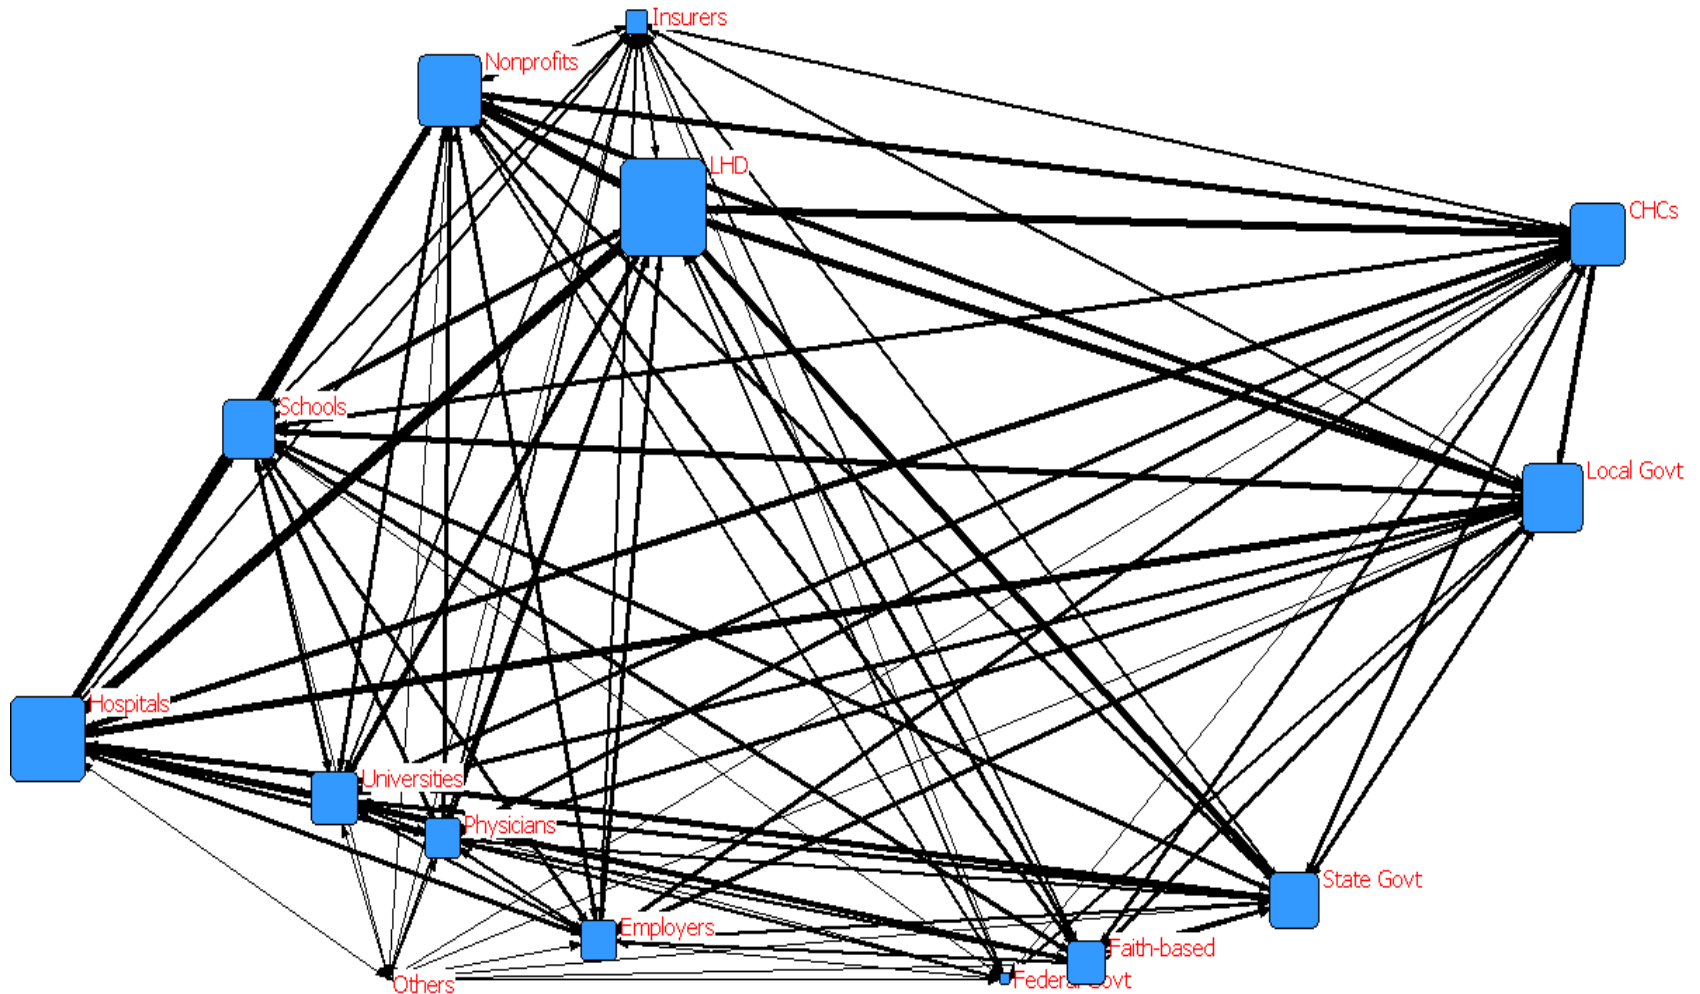 Insurers
Nonprofits
LHD
CHCs
Schools
Local Govt
Hospitals
Universities
Physicians
State Govt
Employers
Faith-based
Others
Federal Govt